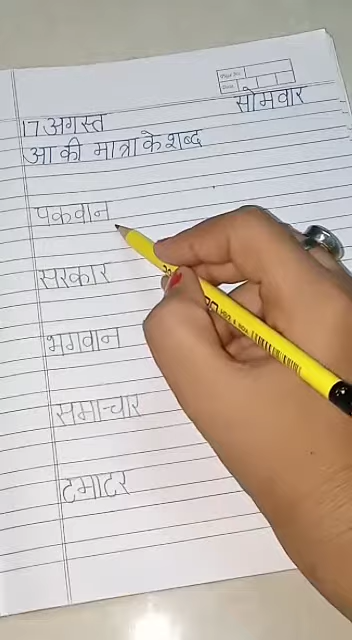 सोमवार
17 अगस्त
आ की मात्रा के शब्द
पकवान
सरकार
भगवान
समाचार
टमाटर